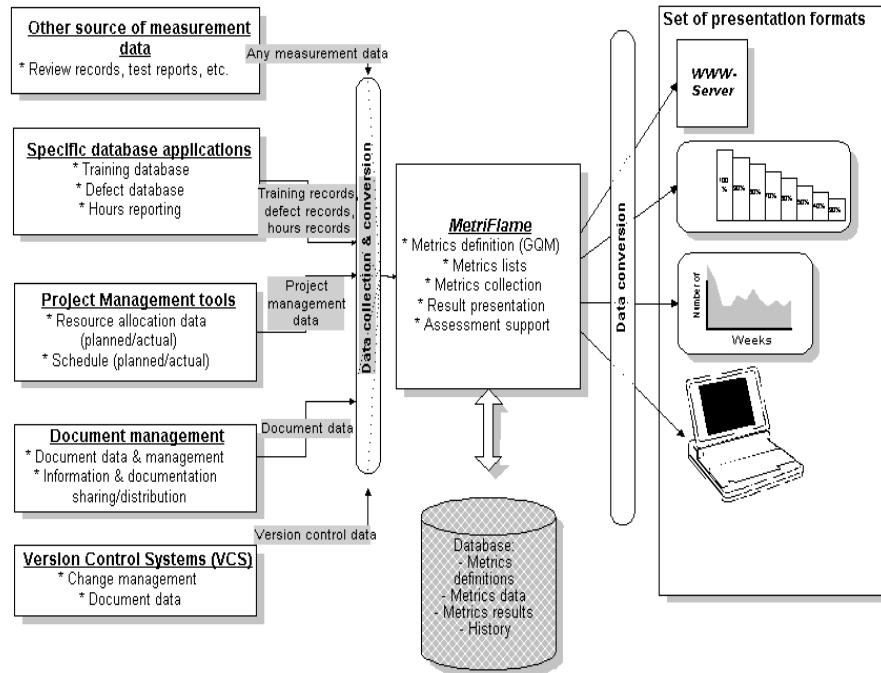 Other source of measurement
data
* Review records, test reports, etc.
Any measurement data
Specific database applications
* Training database
* Defect database
* Hours reporting
Training records,
defect records,
hours records
Project Management tools
* Resource allocation data
(planned/actual)
* Schedule (planned/actual)
Project
management
data
Document management
* Document data & management
* Information & documentation
sharing/distribution
Document data
Version Control Systems (VCS)
* Change management
* Document data
Version control data
Data collection & conversion
MetriFlame
* Metrics definition (GQM)
* Metrics lists
* Metrics collection
* Result presentation
* Assessment support
Database:
- Metrics
definitions
- Metrics data
- Metrics results
- History
Data conversion
Set of presentation formats
WWW-
Server
100
%
Number of
Weeks